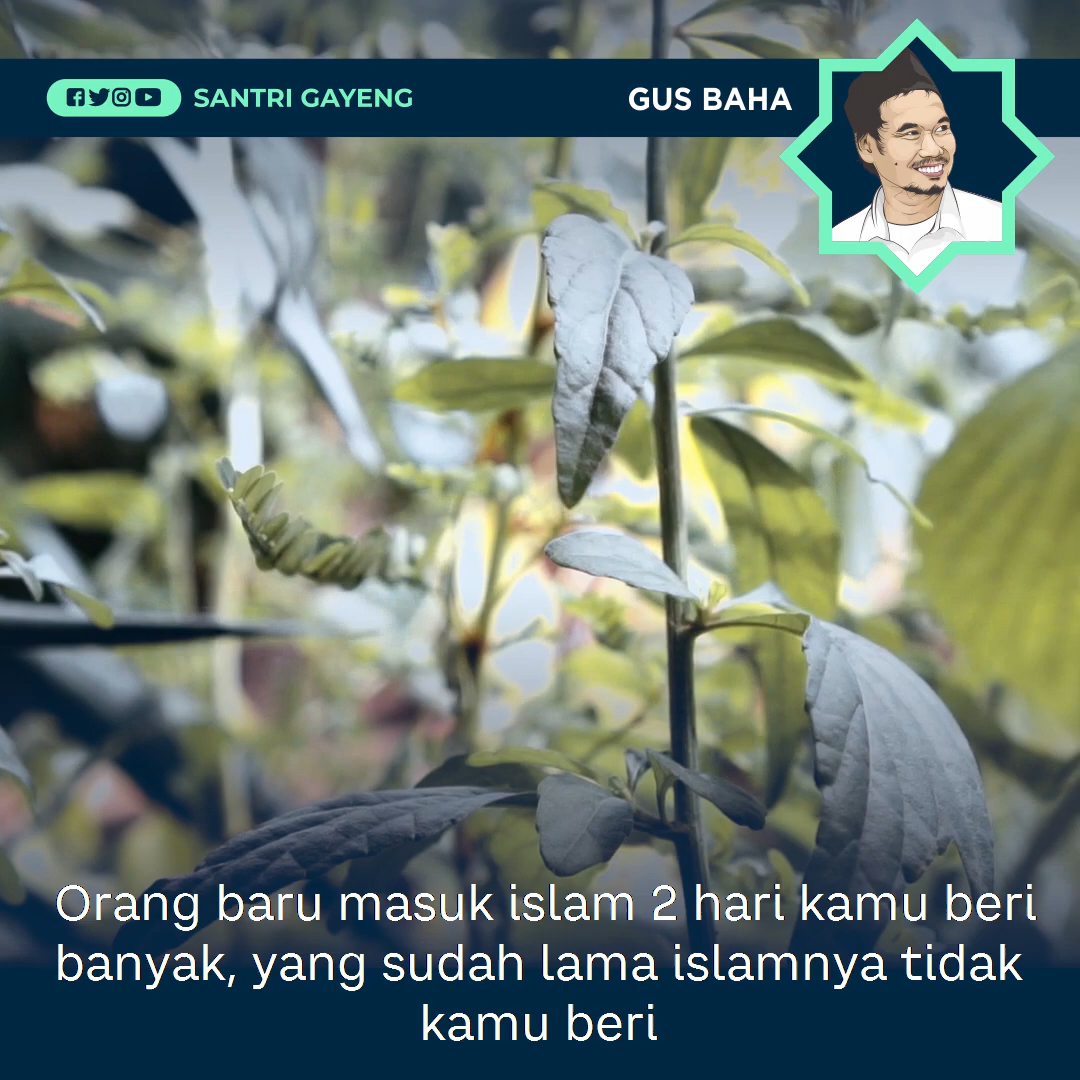 SANTRI GAYENG
GUS BAHA
Orang baru masuk islam 2 hari kamu beri
banyak, yang sudah lama islamnya tidak
kamu beri